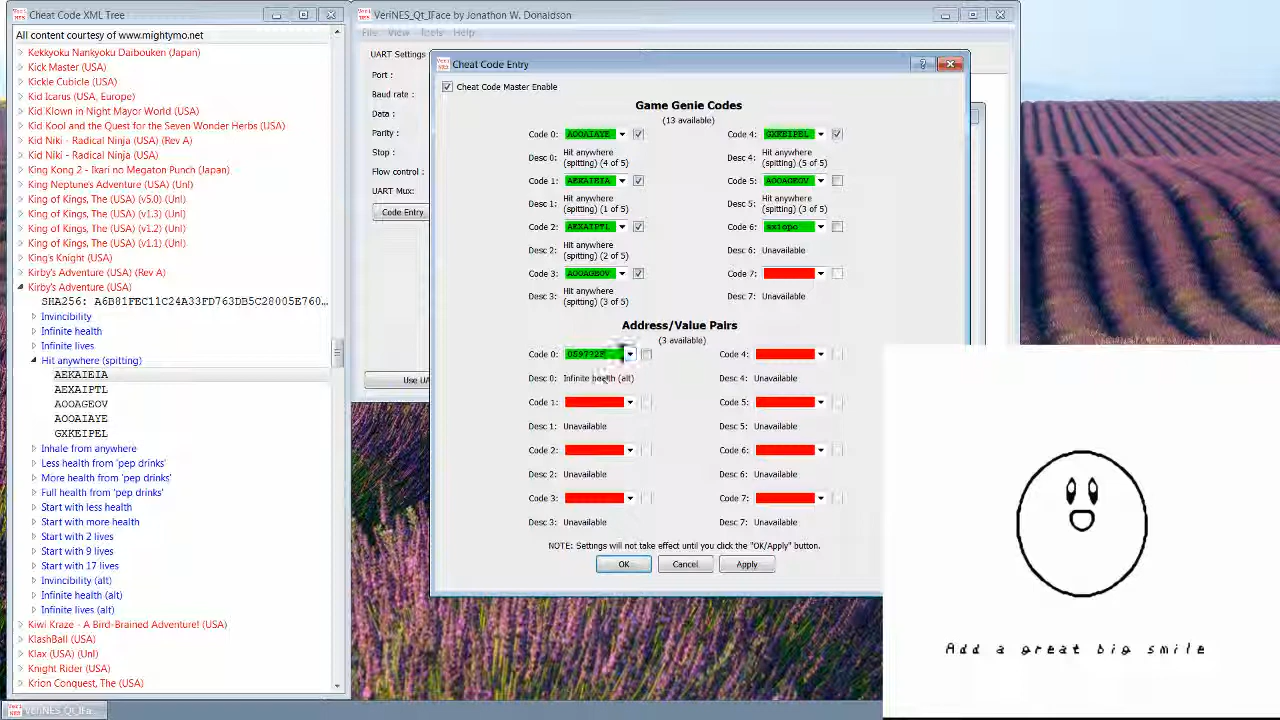 Cheat Code XML Tree
All content courtesy of www.mightymo.net
Kekkyoku Nankyoku Daibouken (Japan)
Kick Master (USA)
Kickle Cubicle (USA)
Kid Icarus (USA, Europe)
Kid Klown in Night Mayor World (USA)
Kid Kool and the Quest for the Seven Wonder Herbs (USA)
Kid Niki - Radical Ninja (USA) (Rev A)
Kid Niki - Radical Ninja (USA)
King Kong 2 - Ikari no Megaton Punch (Japan)
King Neptune's Adventure (USA) (Unl)
King of Kings, The (USA) (v5.0) (Unl)
King of Kings, The (USA) (v1.3) (Unl)
King of Kings, The (USA) (v1.2) (Unl)
King of Kings, The (USA) (v1.1) (Unl)
King's Knight (USA)
Kirby's Adventure (USA) (Rev A)
Kirby's Adventure (USA)
SHA256: A6B81FEC11C24A33FD763DB5C28005E760...
Invincibility
Infinite health
Infinite lives
Hit anywhere (spitting)
AEKAIEIA
AEXAIPTL
AOOAGEOV
AOOAIAYE
GXKEIPEL
Inhale from anywhere
Less health from 'pep drinks'
More health from 'pep drinks'
Full health from 'pep drinks'
Start with less health
Start with more health
Start with 2 lives
Start with 9 lives
Start with 17 lives
Invincibility (alt)
Infinite health (alt)
Infinite lives (alt)
Kiwi Kraze - A Bird-Brained Adventure! (USA)
KlashBall (USA)
Klax (USA) (Unl)
Knight Rider (USA)
Krion Conquest, The (USA)
VeriNES_Qt_IFace by Jonathon W. Donaldson
File View Tools Help
UART Settings
Port :
Baud rate :
Data :
Parity :
Stop :
Flow control :
UART Mux:
Code Entry
Cheat Code Entry
Cheat Code Master Enable
Game Genie Codes
(13 available)
Code 0: AOOAIAYE Code 4: GXKEIPEL
Desc 0: Hit anywhere (spitting) (4 of 5) Desc 4: Hit anywhere (spitting) (5 of 5)
Code 1: AEKAIEIA Code 5: AOOAGEOV
Desc 1: Hit anywhere (spitting) (1 of 5) Desc 5: Hit anywhere (spitting) (3 of 5)
Code 2: AEXAIPTL Code 6: sxiopo
Desc 2: Hit anywhere (spitting) (2 of 5) Desc 6: Unavailable
Code 3: AOOAGEOV Code 7:
Desc 3: Hit anywhere (spitting) (3 of 5) Desc 7: Unavailable
Address/Value Pairs
(3 available)
Code 0: Code 4:
Desc 0: Infinite health (alt) Desc 4: Unavailable
Code 1: Code 5:
Desc 1: Unavailable Desc 5: Unavailable
Code 2: Code 6:
Desc 2: Unavailable Desc 6: Unavailable
Code 3: Code 7:
Desc 3: Unavailable Desc 7: Unavailable
NOTE: Settings will not take effect until you click the "OK/Apply" button.
OK Cancel Apply
Add a great big smile